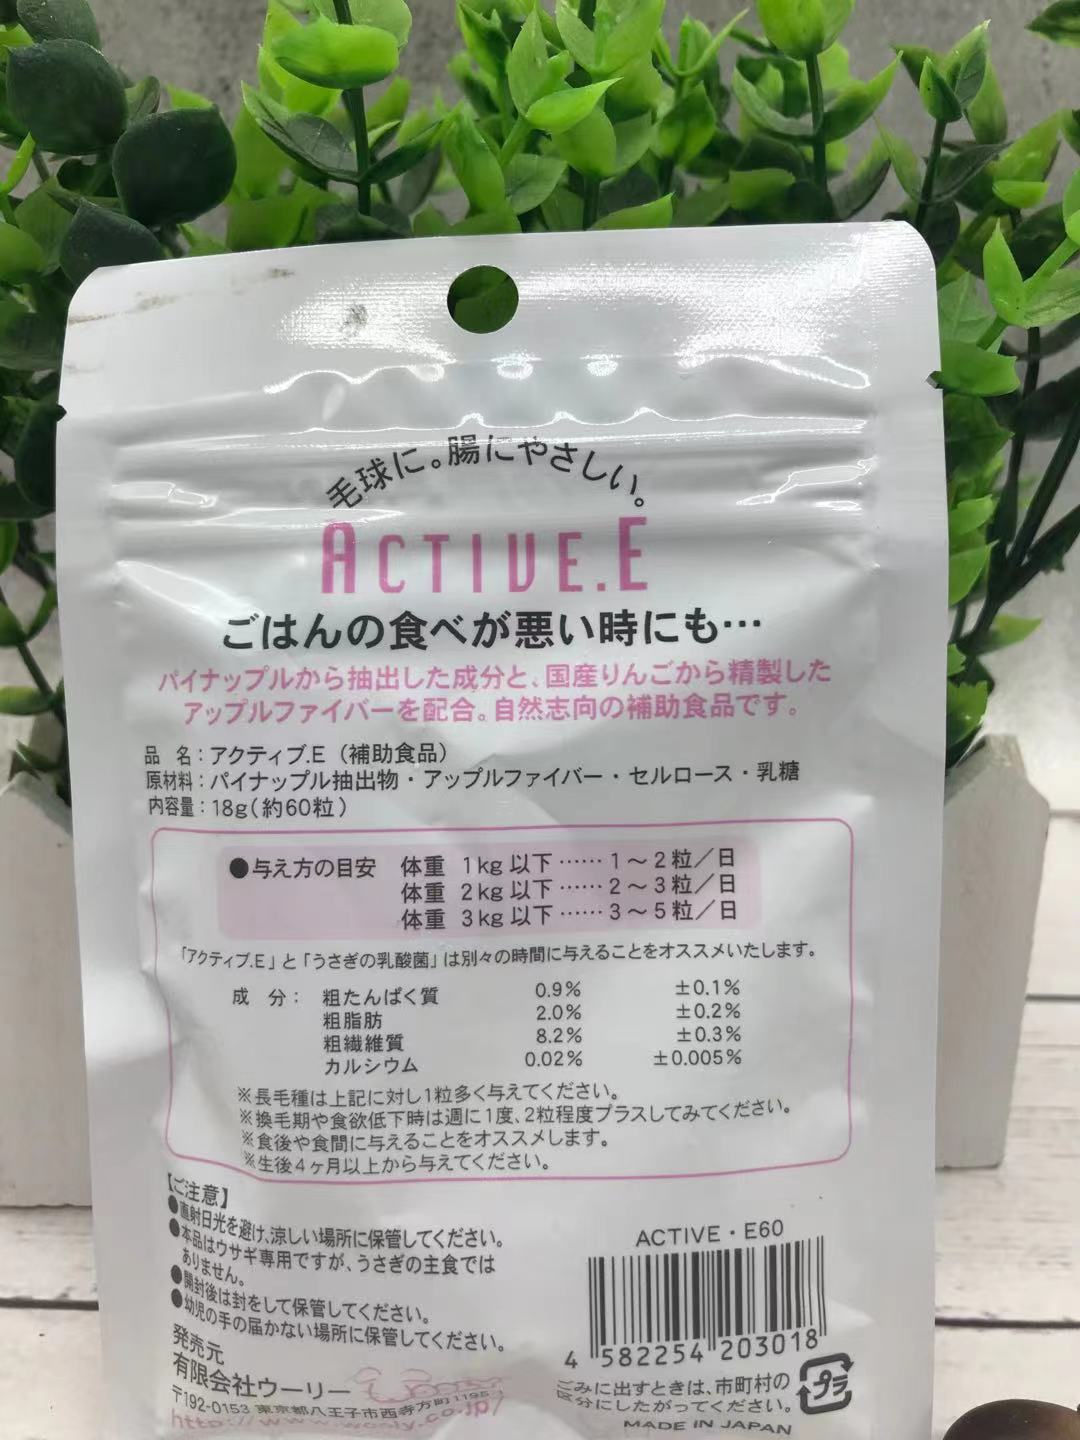 毛球に。腸にやさしい。
ACTIVE.E
ごはんの食べが悪い時にも…
パイナップルから抽出した成分と、国産りんごから精製した
アップルファイバーを配合。自然志向の補助食品です。
品 名：アクティブ.E（補助食品）
原材料：パイナップル抽出物・アップルファイバー・セルロース・乳糖
内容量：18g（約60粒）
●与え方の目安 体重 1kg以下……1～2粒／日
体重 2kg以下……2～3粒／日
体重 3kg以下……3～5粒／日
「アクティブ.E」と「うさぎの乳酸菌」は別々の時間に与えることをオススメいたします。
成 分： 粗たんぱく質 0.9% ±0.1%
粗脂肪 2.0% ±0.2%
粗繊維質 8.2% ±0.3%
カルシウム 0.02% ±0.005%
※長毛種は上記に対し1粒多く与えてください。
※換毛期や食欲低下時は週に1度、2粒程度プラスしてみてください。
※食後や食間に与えることをオススメします。
※生後4ヶ月以上から与えてください。
【ご注意】
●直射日光を避け、涼しい場所に保管してください。
●本品はウサギ専用ですが、うさぎの主食では
ありません。
●開封後は封をして保管してください。
●幼児の手の届かない場所に保管してください。
発売元
有限会社ウーリー
〒192-0153 東京都八王子市西寺方町1195-1
http://www.wooly.co.jp/
ACTIVE・E60
4 582254 203018
ごみに出すときは、市町村の
区分にしたがってください。
プラ
MADE IN JAPAN